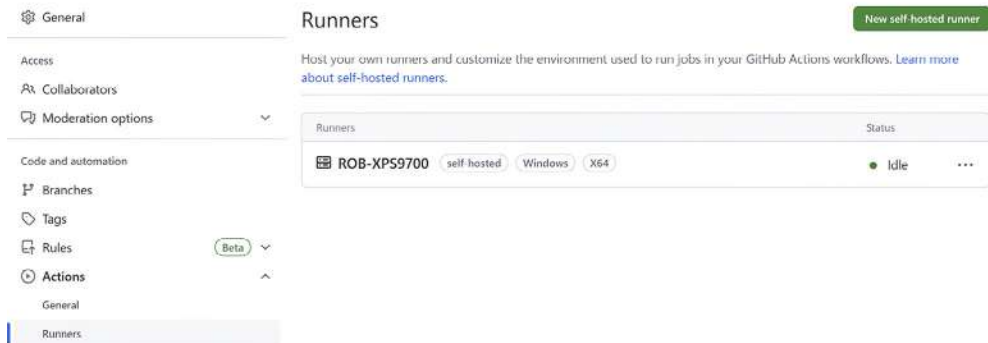 General
Access
Collaborators
Moderation options
Code and automation
Branches
Tags
Rules Beta
Actions
General
Runners
Runners
New self-hosted runner
Host your own runners and customize the environment used to run jobs in your GitHub Actions workflows. Learn more
about self-hosted runners.
Runners Status
ROB-XPS9700 self-hosted Windows X64 Idle